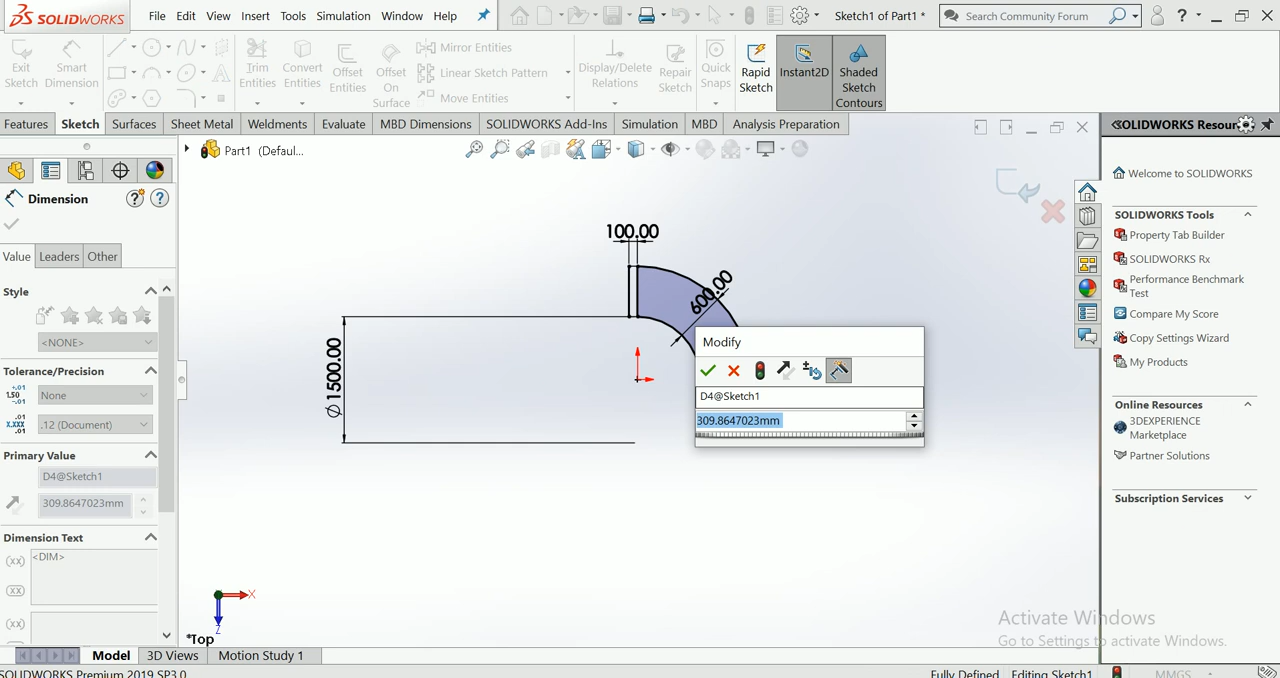 SOLIDWORKS File Edit View Insert Tools Simulation Window Help Sketch1 of Part1 * Search Community Forum ?
Exit Sketch
Smart Dimension
Trim Entities
Convert Entities
Offset Entities
Offset On Surface
Mirror Entities
Linear Sketch Pattern
Move Entities
Display/Delete Relations
Repair Sketch
Quick Snaps
Rapid Sketch
Instant2D
Shaded Sketch Contours
Features Sketch Surfaces Sheet Metal Weldments Evaluate MBD Dimensions SOLIDWORKS Add-Ins Simulation MBD Analysis Preparation
Part1 (Defaul...
Dimension
Value Leaders Other
Style
<NONE>
Tolerance/Precision
None
.12 (Document)
Primary Value
D4@Sketch1
309.8647023mm
Dimension Text
<DIM>
100.00
600.00
∅1500.00
Modify
D4@Sketch1
309.8647023mm
X
Z
*Top
OLIDWORKS Resour
Welcome to SOLIDWORKS
SOLIDWORKS Tools
Property Tab Builder
SOLIDWORKS Rx
Performance Benchmark
Test
Compare My Score
Copy Settings Wizard
My Products
Online Resources
3DEXPERIENCE
Marketplace
Partner Solutions
Subscription Services
Activate Windows
Go to Settings to activate Windows.
Model 3D Views Motion Study 1
SOLIDWORKS Premium 2019 SP3.0 Fully Defined Editing Sketch1 MMGS